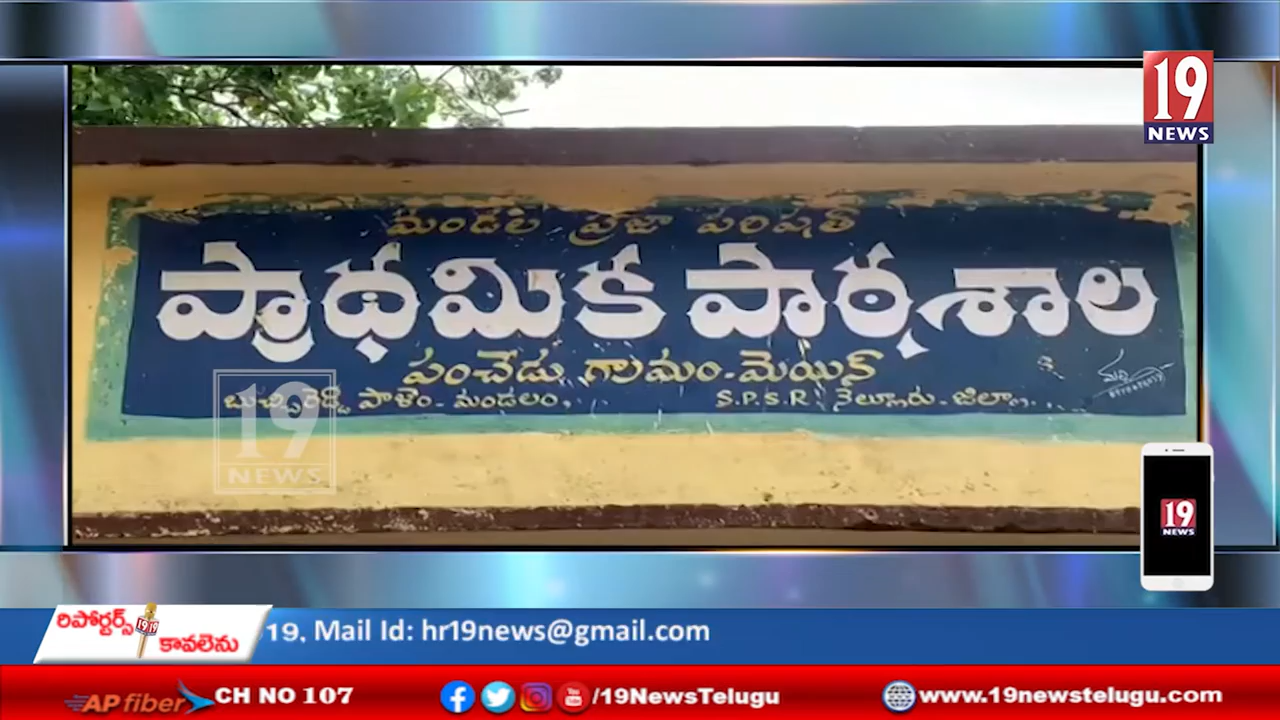 19
NEWS
మండల ప్రజా పరిషత్
ప్రాథమిక పాఠశాల
పంచేడు గ్రామం-మెయిన్
బుచ్చిరెడ్డి పాళెం-మండలం, S.P.S.R నెల్లూరు-జిల్లా....
19
NEWS
19
NEWS
రిపోర్టర్స్
కావలెను
19, Mail Id: hr19news@gmail.com
AP fiber CH NO 107 /19NewsTelugu www.19newstelugu.com